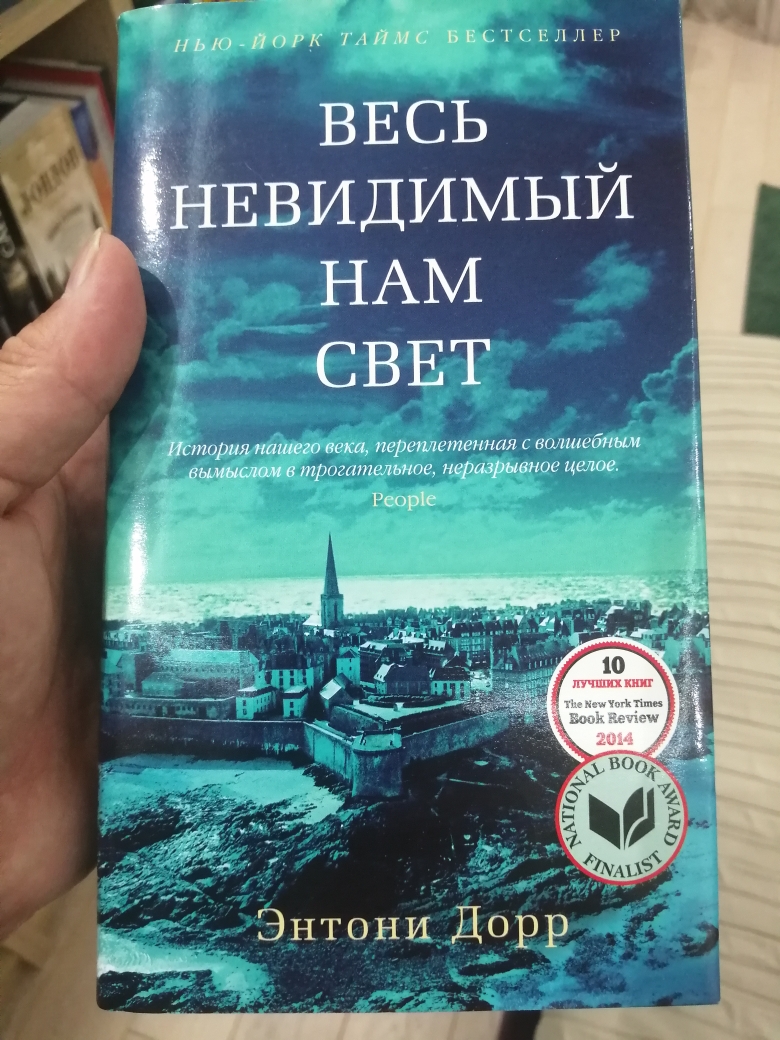 НЬЮ-ЙОРК ТАЙМС БЕСТСЕЛЛЕР
ВЕСЬ
НЕВИДИМЫЙ
НАМ
СВЕТ
История нашего века, переплетенная с волшебным
вымыслом в трогательное, неразрывное целое.
People
10
ЛУЧШИХ КНИГ
The New York Times
Book Review
2014
NATIONAL BOOK AWARD
FINALIST
Энтони Дорр